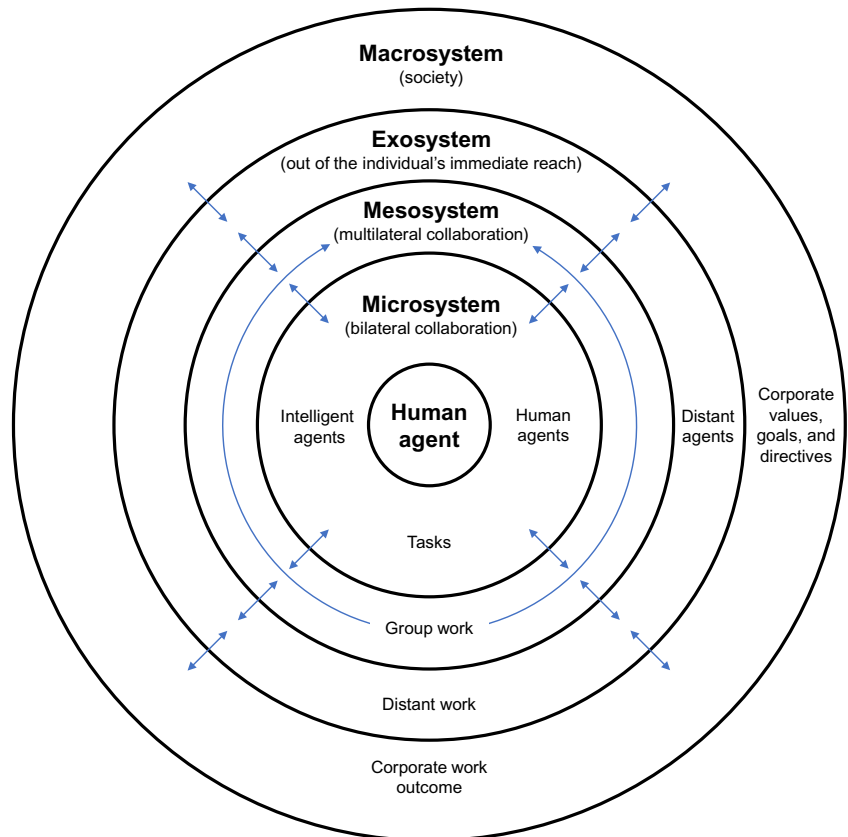 Macrosystem
(society)
Exosystem
(out of the individual’s immediate reach)
Mesosystem
(multilateral collaboration)
Microsystem
(bilateral collaboration)
Intelligent
agents
Human
agent
Human
agents
Distant
agents
Corporate
values,
goals, and
directives
Tasks
Group work
Distant work
Corporate work
outcome